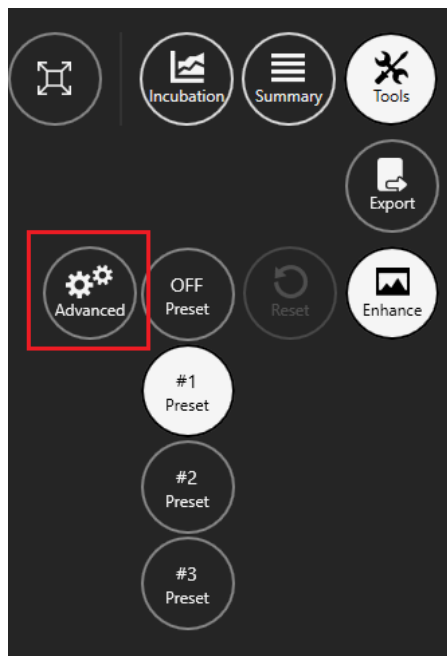 Incubation
Summary
Tools
Export
Advanced
OFF
Preset
Reset
Enhance
#1
Preset
#2
Preset
#3
Preset